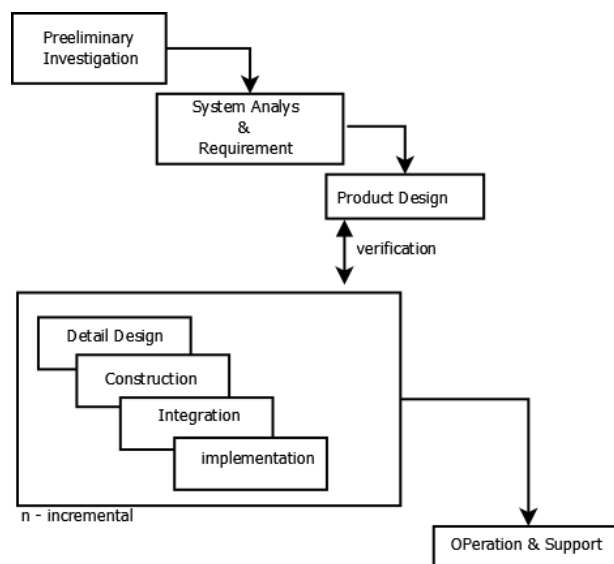 Preeliminary
Investigation
System Analys
&
Requirement
Product Design
verification
Detail Design
Construction
Integration
implementation
n - incremental
OPeration & Support